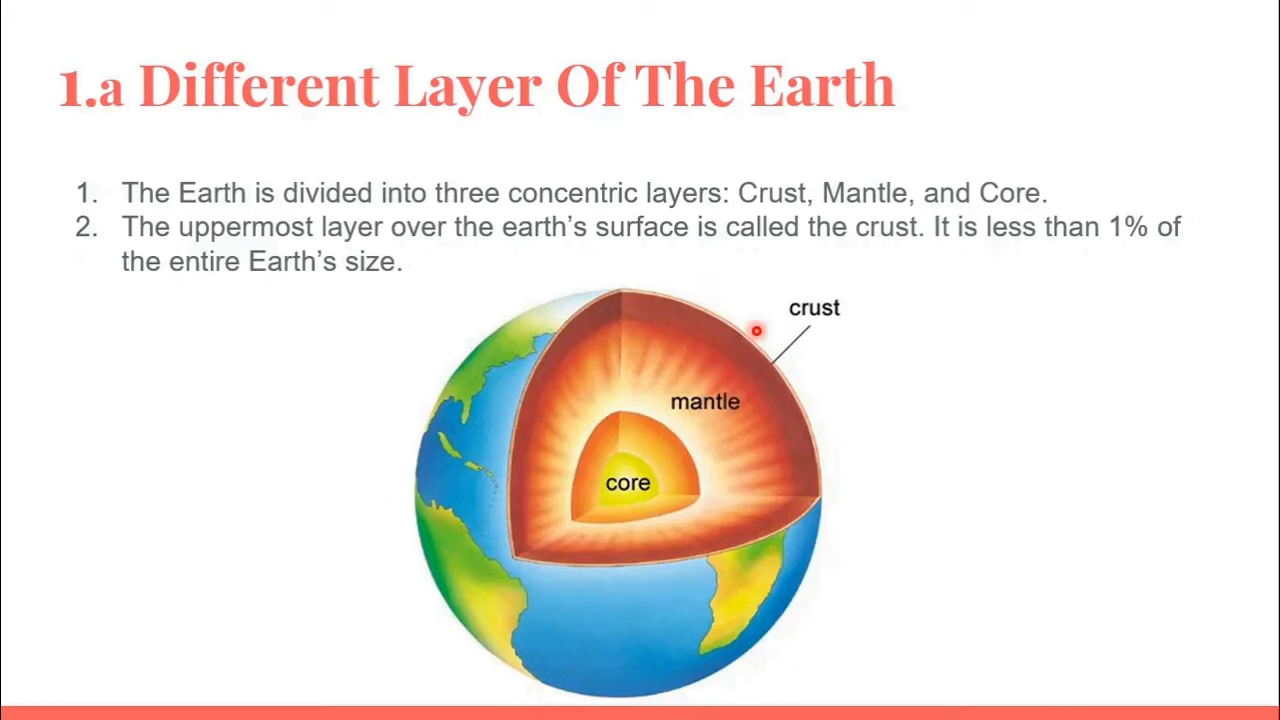 1.a Different Layer Of The Earth
1. The Earth is divided into three concentric layers: Crust, Mantle, and Core.
2. The uppermost layer over the earth’s surface is called the crust. It is less than 1% of
the entire Earth’s size.
crust
mantle
core